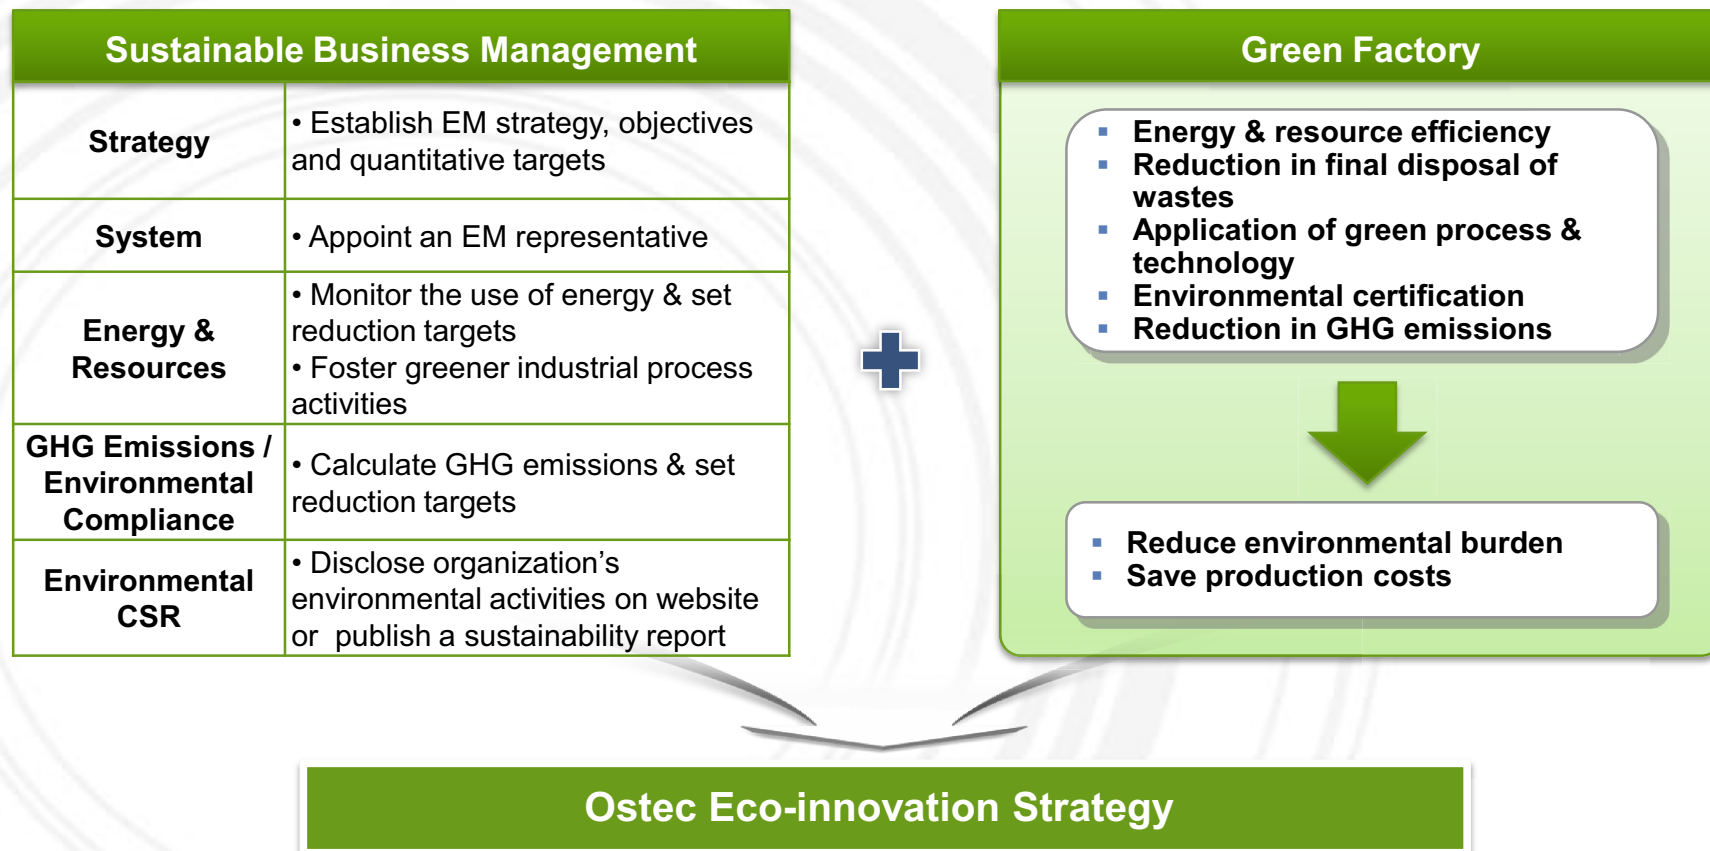 Sustainable Business Management
Strategy
• Establish EM strategy, objectives
and quantitative targets
System
• Appoint an EM representative
Energy &
Resources
• Monitor the use of energy & set
reduction targets
• Foster greener industrial process
activities
GHG Emissions /
Environmental
Compliance
• Calculate GHG emissions & set
reduction targets
Environmental
CSR
• Disclose organization’s
environmental activities on website
or publish a sustainability report
Green Factory
▪ Energy & resource efficiency
▪ Reduction in final disposal of
wastes
▪ Application of green process &
technology
▪ Environmental certification
▪ Reduction in GHG emissions
▪ Reduce environmental burden
▪ Save production costs
Ostec Eco-innovation Strategy